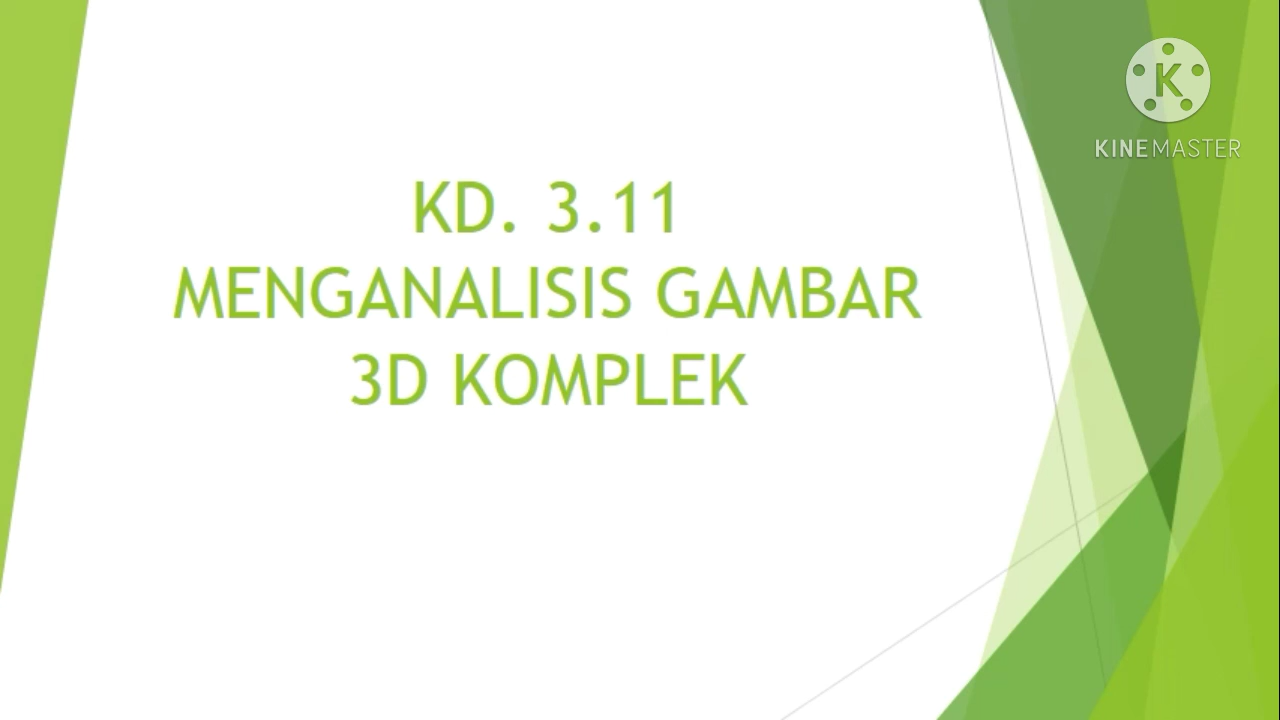 KD. 3.11
MENGANALISIS GAMBAR
3D KOMPLEK
K
KINEMASTER